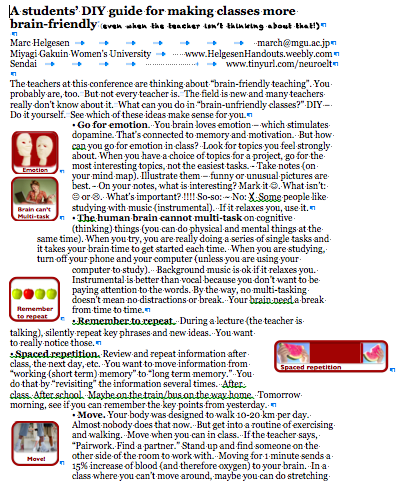 A students' DIY guide for making classes more
brain-friendly (even when the teacher isn't thinking about that!)
Marc Helgesen march@mgu.ac.jp
Miyagi Gakuin Women's University www.HelgesenHandouts.weebly.com
Sendai www.tinyurl.com/neuroelt
The teachers at this conference are thinking about "brain-friendly teaching". You
probably are, too. But not every teacher is. The field is new and many teachers
really don't know about it. What can you do in "brain-unfriendly classes?" DIY –
Do it yourself. See which of these ideas make sense for you.
• Go for emotion. You brain loves emotion – which stimulates
dopamine. That's connected to memory and motivation. But how
can you go for emotion in class? Look for topics you feel strongly
about. When you have a choice of topics for a project, go for the
most interesting topics, not the easiest tasks. – Take notes (on
your mind map). Illustrate them – funny or unusual pictures are
best. – On your notes, what is interesting? Mark it ☺. What isn't:
😐 or ☹. What's important? !!!! So-so: ~ No: X Some people like
studying with music (instrumental). If it relaxes you, use it.
Emotion
• The human brain cannot multi-task on cognitive
(thinking) things (you can do physical and mental things at the
same time). When you try, you are really doing a series of single tasks and
it takes your brain time to get started each time. When you are studying,
turn off your phone and your computer (unless you are using your
computer to study). Background music is ok if it relaxes you.
Instrumental is better than vocal because you don't want to be
paying attention to the words. By the way, no multi-tasking
doesn't mean no distractions or break. Your brain need a break
from time to time.
Brain can't
Multi-task
• Remember to repeat. During a lecture (the teacher is
talking), silently repeat key phrases and new ideas. You want
to really notice those.
Remember
to repeat
• Spaced repetition. Review and repeat information after
class, the next day, etc. You want to move information from
"working (short term) memory" to "long term memory." You
do that by "revisiting" the information several times. After
class. After school. Maybe on the train/bus on the way home. Tomorrow
morning, see if you can remember the key points from yesterday.
Spaced repetition
• Move. Your body was designed to walk 10-20 km per day.
Almost nobody does that now. But get into a routine of exercising
and walking. Move when you can in class. If the teacher says,
"Pairwork. Find a partner." Stand up and find someone on the
other side of the room to work with. Moving for 1 minute sends a
15% increase of blood (and therefore oxygen) to your brain. In a
class where you can't move around, maybe you can do stretching
Move!